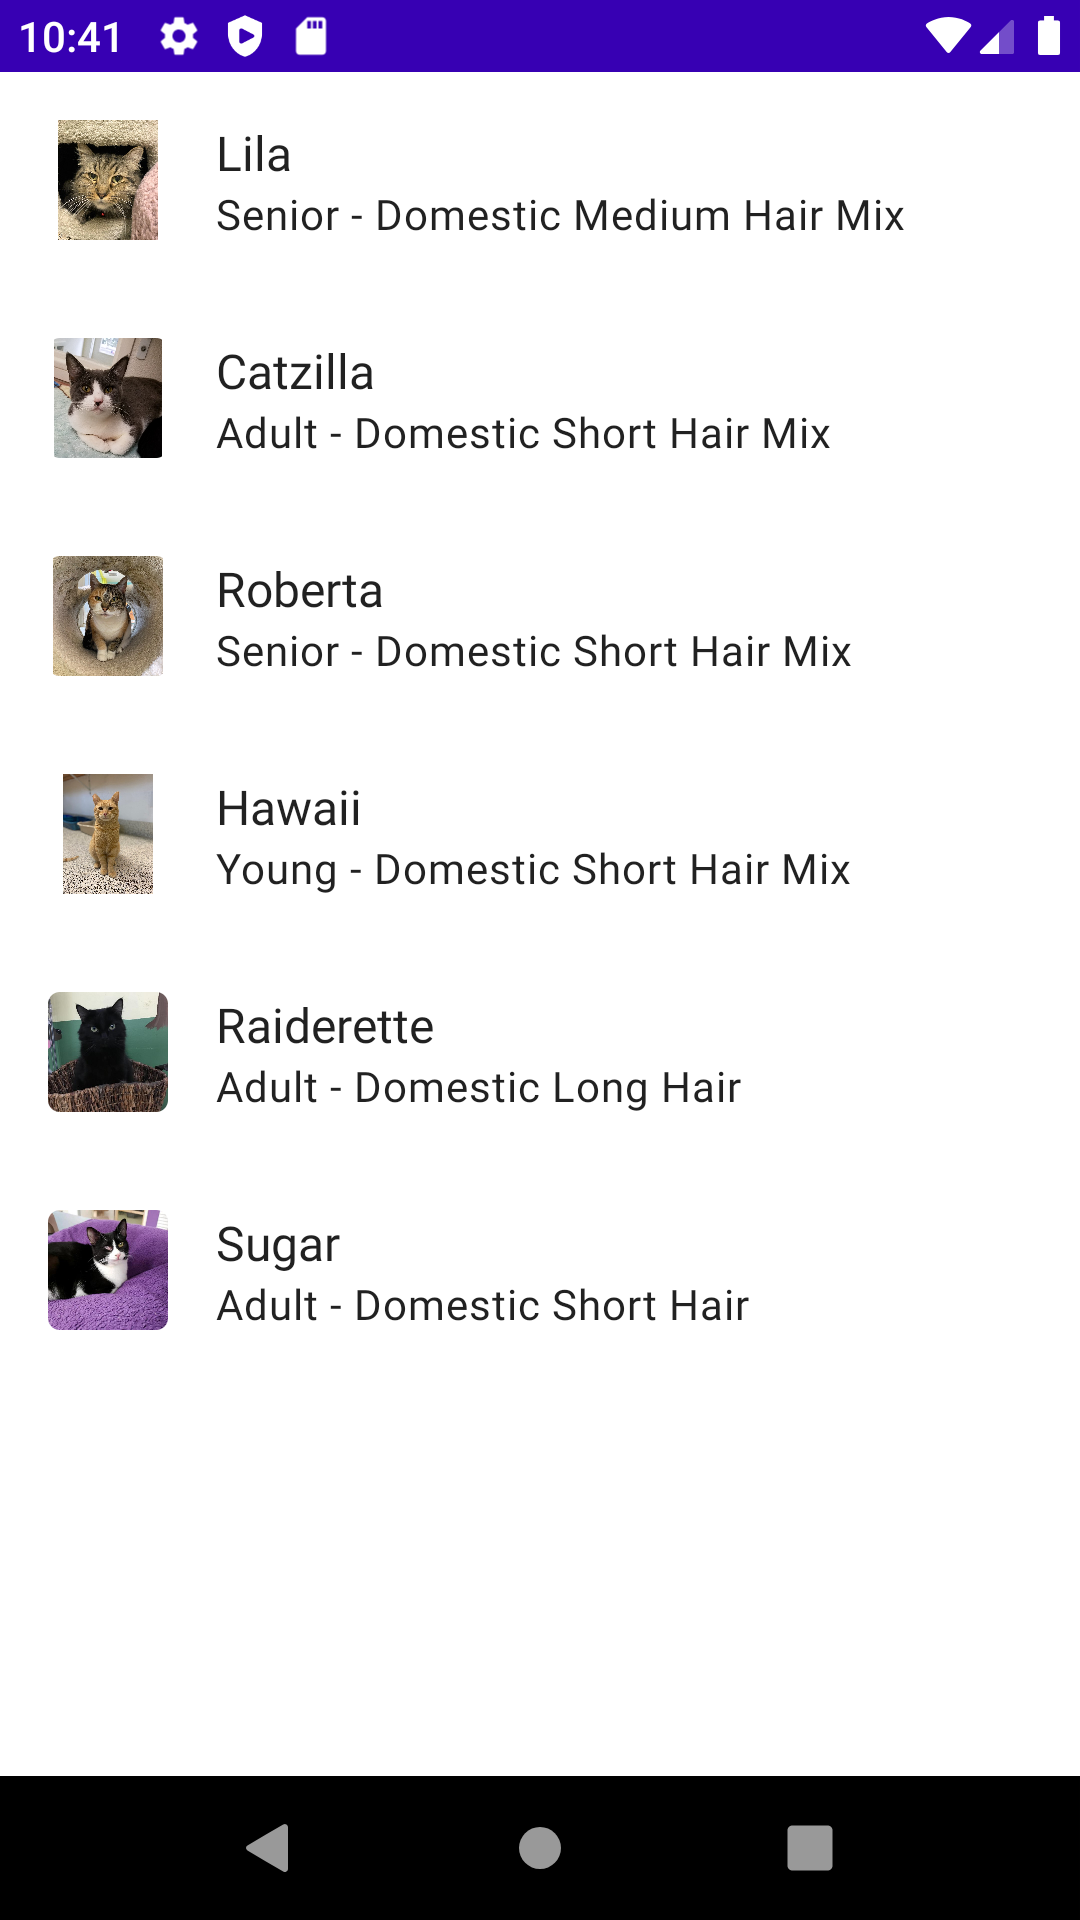 10:41
Lila
Senior - Domestic Medium Hair Mix
Catzilla
Adult - Domestic Short Hair Mix
Roberta
Senior - Domestic Short Hair Mix
Hawaii
Young - Domestic Short Hair Mix
Raiderette
Adult - Domestic Long Hair
Sugar
Adult - Domestic Short Hair